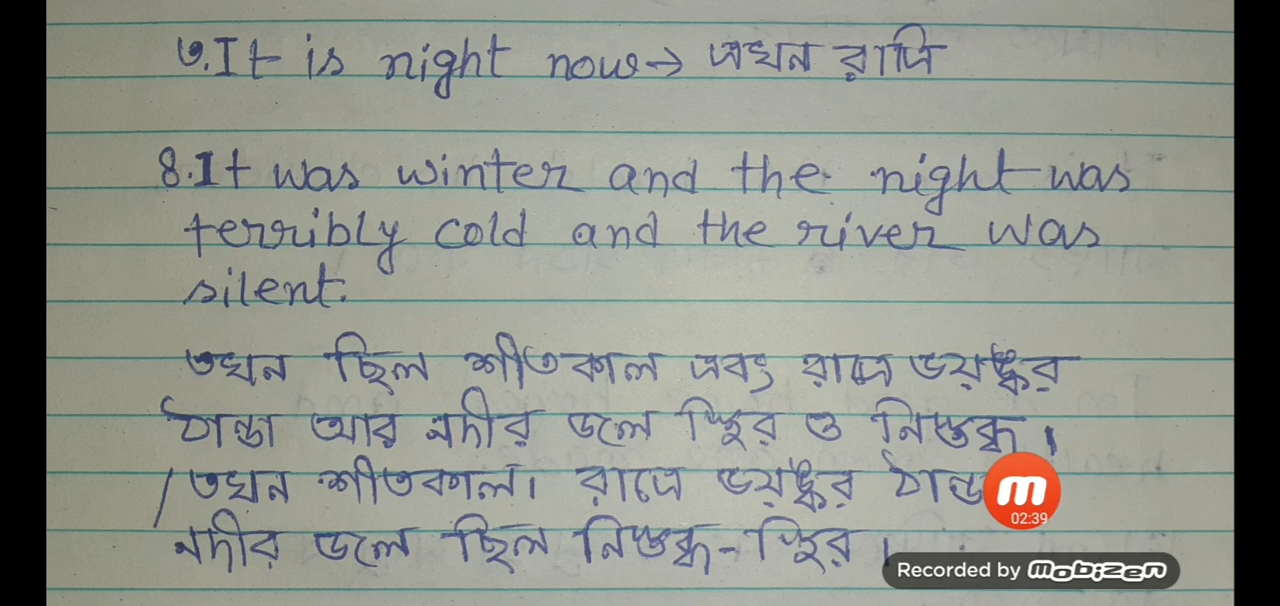 ৩.It is night now→ এখন রাত্রি
৪.It was winter and the night was
terribly cold and the river was
silent.
তখন ছিল শীতকাল এবং রাত্রে ভয়ঙ্কর
ঠান্ডা আর নদীর জলে স্থির ও নিস্তব্ধ।
/তখন শীতকাল। রাত্রে ভয়ঙ্কর
নদীর জলে ছিল নিস্তব্ধ-স্থির।
02:39
Recorded by mobizen